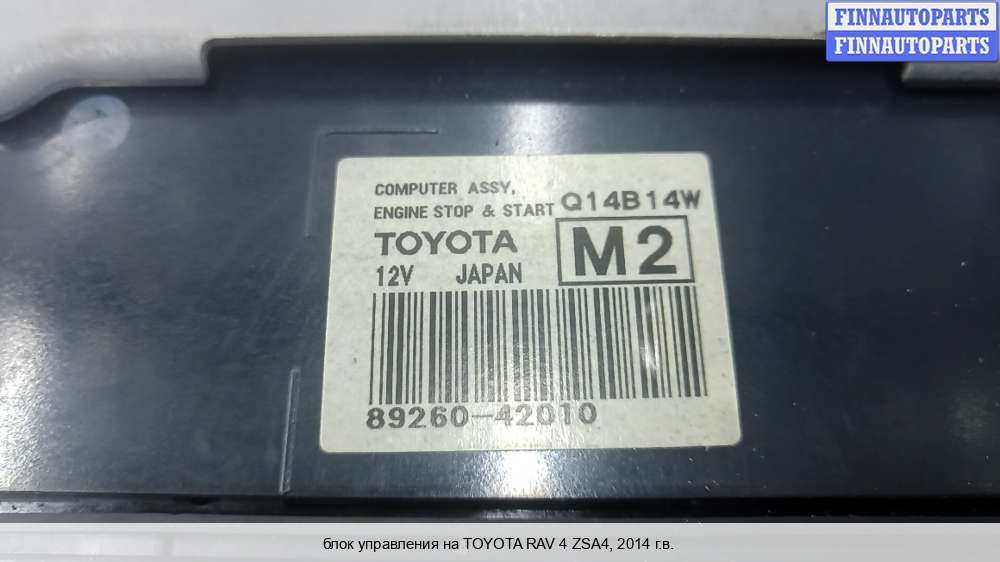 FINNAUTOPARTS
FINNAUTOPARTS
COMPUTER ASSY,
ENGINE STOP & START Q14B14W
TOYOTA M2
12V JAPAN
89260-42010
блок управления на TOYOTA RAV 4 ZSA4, 2014 г.в.